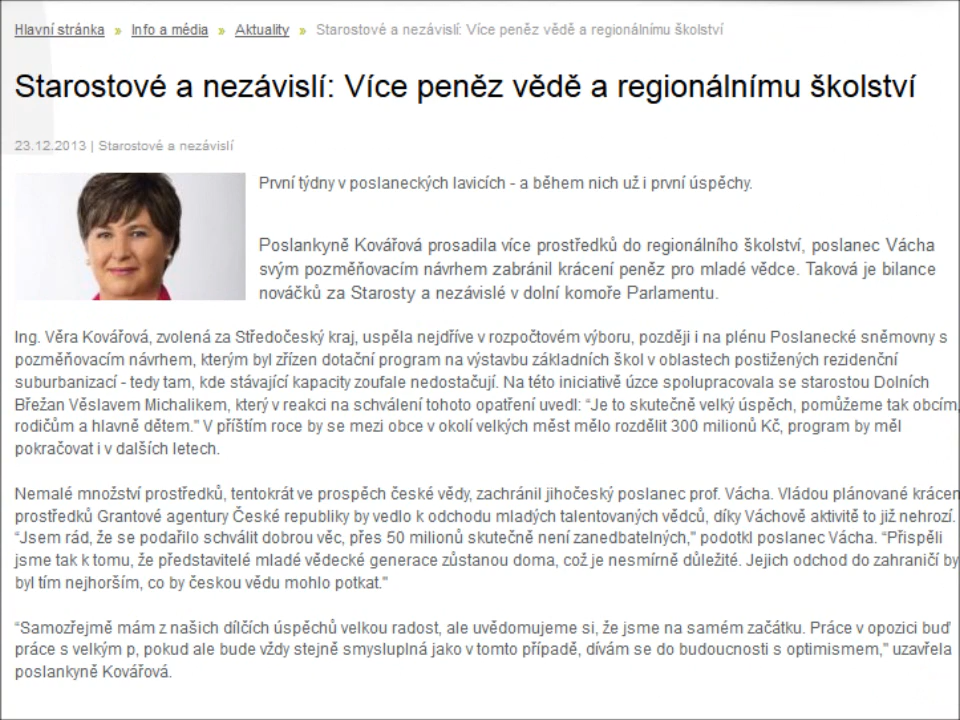 Hlavní stránka » Info a média » Aktuality » Starostové a nezávislí: Více peněz vědě a regionálnímu školství
Starostové a nezávislí: Více peněz vědě a regionálnímu školství
23.12.2013 | Starostové a nezávislí
První týdny v poslaneckých lavicích - a během nich už i první úspěchy.
Poslankyně Kovářová prosadila více prostředků do regionálního školství, poslanec Vácha
svým pozměňovacím návrhem zabránil krácení peněz pro mladé vědce. Taková je bilance
nováčků za Starosty a nezávislé v dolní komoře Parlamentu.
Ing. Věra Kovářová, zvolená za Středočeský kraj, uspěla nejdříve v rozpočtovém výboru, později i na plénu Poslanecké sněmovny s
pozměňovacím návrhem, kterým byl zřízen dotační program na výstavbu základních škol v oblastech postižených rezidenční
suburbanizací - tedy tam, kde stávající kapacity zoufale nedostačují. Na této iniciativě úzce spolupracovala se starostou Dolních
Břežan Věslavem Michalikem, který v reakci na schválení tohoto opatření uvedl: “Je to skutečně velký úspěch, pomůžeme tak obcím,
rodičům a hlavně dětem." V příštím roce by se mezi obce v okolí velkých měst mělo rozdělit 300 milionů Kč, program by měl
pokračovat i v dalších letech.
Nemalé množství prostředků, tentokrát ve prospěch české vědy, zachránil jihočeský poslanec prof. Vácha. Vládou plánované krácen
prostředků Grantové agentury České republiky by vedlo k odchodu mladých talentovaných vědců, díky Váchově aktivitě to již nehrozí.
“Jsem rád, že se podařilo schválit dobrou věc, přes 50 milionů skutečně není zanedbatelných," podotkl poslanec Vácha. “Přispěli
jsme tak k tomu, že představitelé mladé vědecké generace zůstanou doma, což je nesmírně důležité. Jejich odchod do zahraničí by
byl tím nejhorším, co by českou vědu mohlo potkat."
“Samozřejmě mám z našich dílčích úspěchů velkou radost, ale uvědomujeme si, že jsme na samém začátku. Práce v opozici buď
práce s velkým p, pokud ale bude vždy stejně smysluplná jako v tomto případě, dívám se do budoucnosti s optimismem," uzavřela
poslankyně Kovářová.